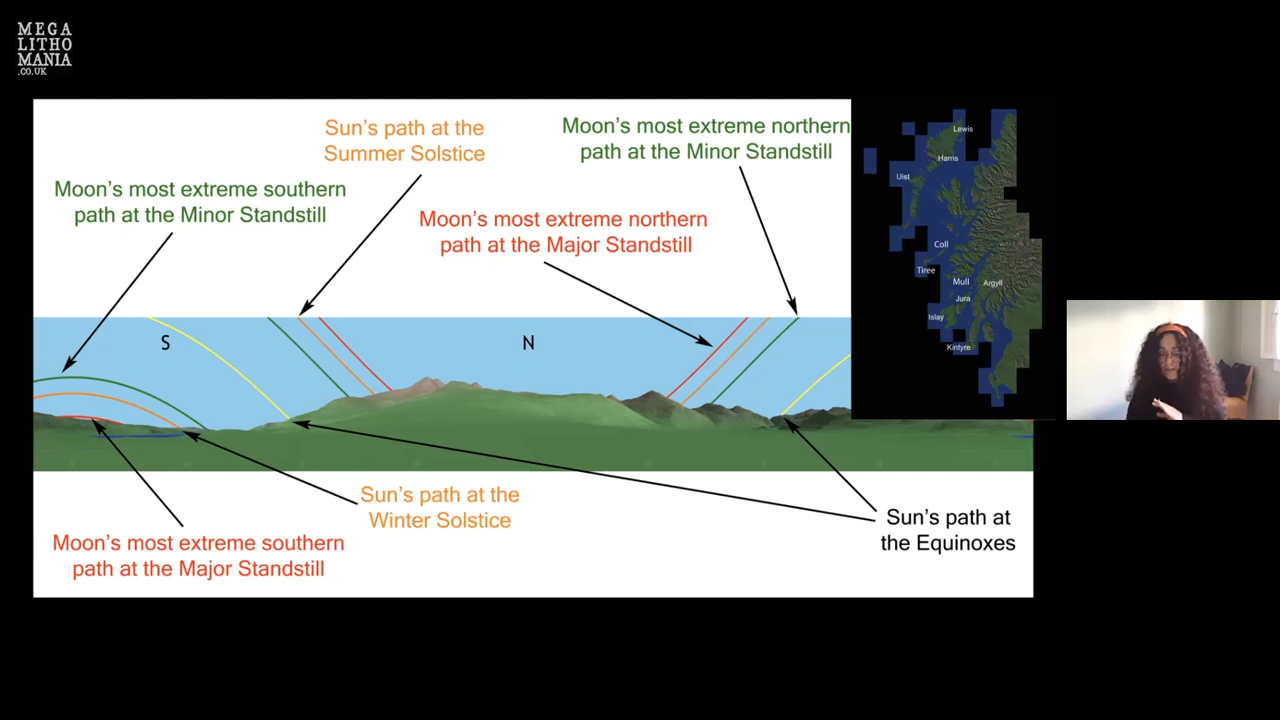 MEGA
LITHO
MANIA
.CO.UK
Sun's path at the
Summer Solstice
Moon's most extreme northern
path at the Minor Standstill
Moon's most extreme southern
path at the Minor Standstill
Moon's most extreme northern
path at the Major Standstill
S
N
Lewis
Harris
Uist
Coll
Tiree
Mull
Argyll
Jura
Islay
Kintyre
Sun's path at the
Winter Solstice
Moon's most extreme southern
path at the Major Standstill
Sun's path at
the Equinoxes